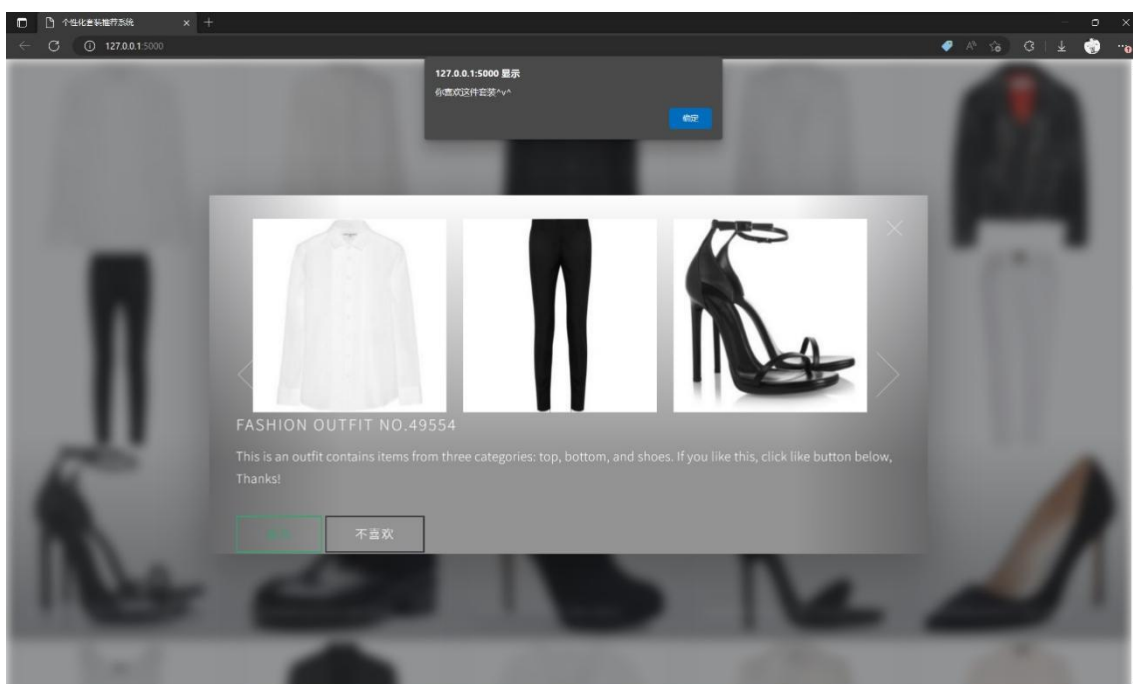 个性化套装推荐系统
127.0.0.1:5000
127.0.0.1:5000 显示
你喜欢这件套装^v^
确定
FASHION OUTFIT NO.49554
This is an outfit contains items from three categories: top, bottom, and shoes. If you like this, click like button below,
Thanks!
不喜欢